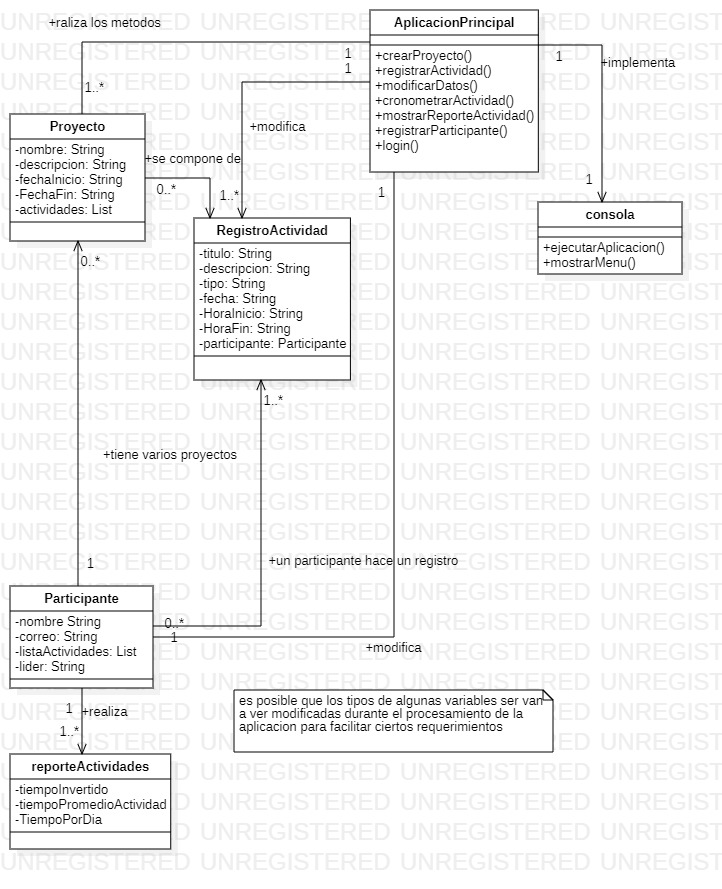 +raliza los metodos
AplicacionPrincipal
+crearProyecto()
+registrarActividad()
+modificarDatos()
+cronometrarActividad()
+mostrarReporteActividad()
+registrarParticipante()
+login()
1
1
1
+implementa
1..*
+modifica
Proyecto
-nombre: String
-descripcion: String
-fechaInicio: String
-FechaFin: String
-actividades: List
+se compone de
0..*
1..*
1
1
consola
+ejecutarAplicacion()
+mostrarMenu()
RegistroActividad
-titulo: String
-descripcion: String
-tipo: String
-fecha: String
-HoraInicio: String
-HoraFin: String
-participante: Participante
0..*
1..*
+tiene varios proyectos
1
+un participante hace un registro
Participante
-nombre String
-correo: String
-listaActividades: List
-lider: String
0..*
1
+modifica
1
+realiza
1..*
es posible que los tipos de algunas variables ser van
a ver modificadas durante el procesamiento de la
aplicacion para facilitar ciertos requerimientos
reporteActividades
-tiempoInvertido
-tiempoPromedioActividad
-TiempoPorDia
UNREGISTERED